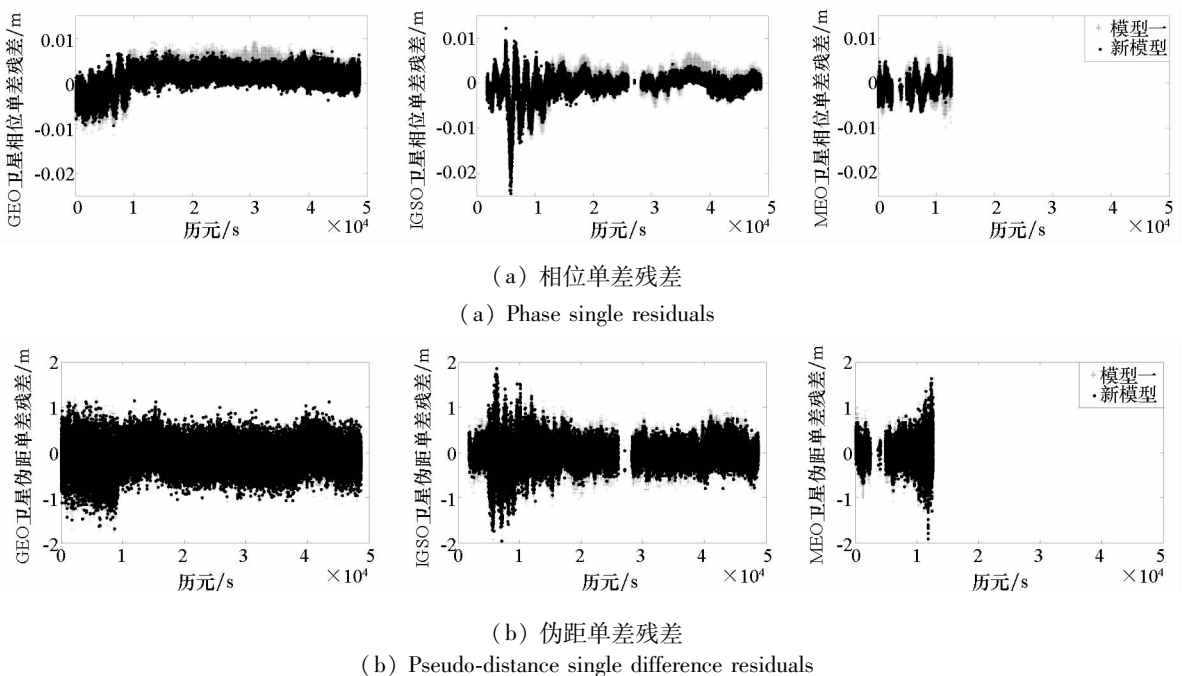 GEO卫星相位单差残差/m
0.01
0
-0.01
-0.02
0 1 2 3 4 5
历元/s
×10⁴
IGSO卫星相位单差残差/m
0.01
0
-0.01
-0.02
0 1 2 3 4 5
历元/s
×10⁴
MEO卫星相位单差残差/m
0.01
0
-0.01
-0.02
0 1 2 3 4 5
历元/s
×10⁴
模型一
新模型
(a) 相位单差残差
(a) Phase single residuals
GEO卫星伪距单差残差/m
2
1
0
-1
-2
0 1 2 3 4 5
历元/s
×10⁴
IGSO卫星伪距单差残差/m
2
1
0
-1
-2
0 1 2 3 4 5
历元/s
×10⁴
MEO卫星伪距单差残差/m
2
1
0
-1
-2
0 1 2 3 4 5
历元/s
×10⁴
模型一
新模型
(b) 伪距单差残差
(b) Pseudo-distance single difference residuals